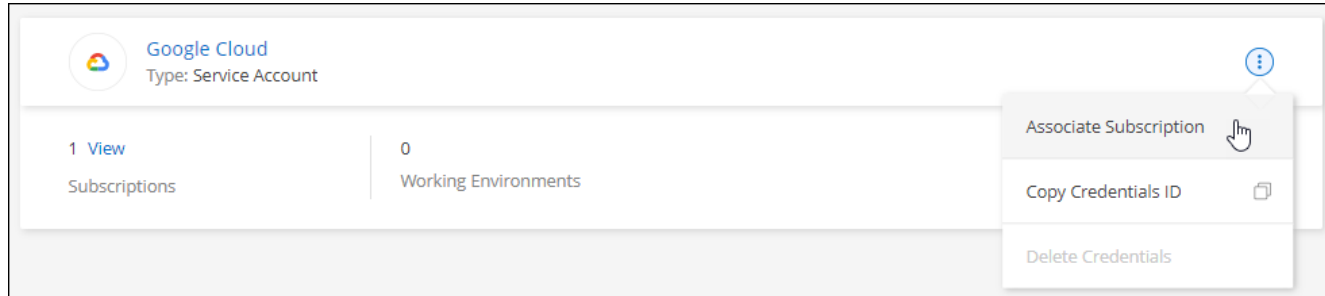 Google Cloud
Type: Service Account
Associate Subscription
1 View
0
Subscriptions
Working Environments
Copy Credentials ID
Delete Credentials